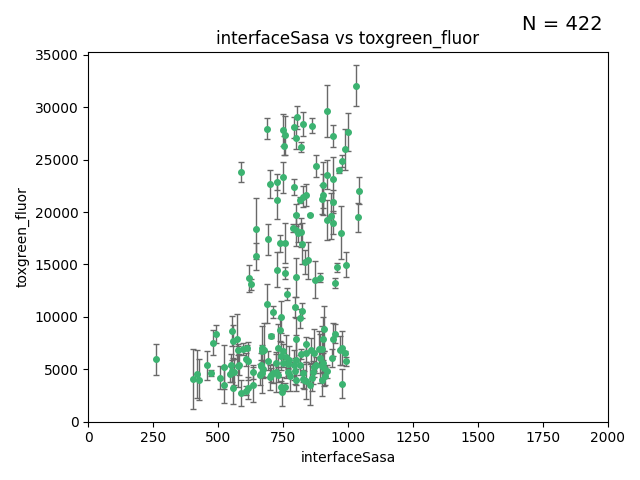 N = 422
interfaceSasa vs toxgreen_fluor
35000
30000
25000
20000
15000
10000
5000
0
toxgreen_fluor
0 250 500 750 1000 1250 1500 1750 2000
interfaceSasa